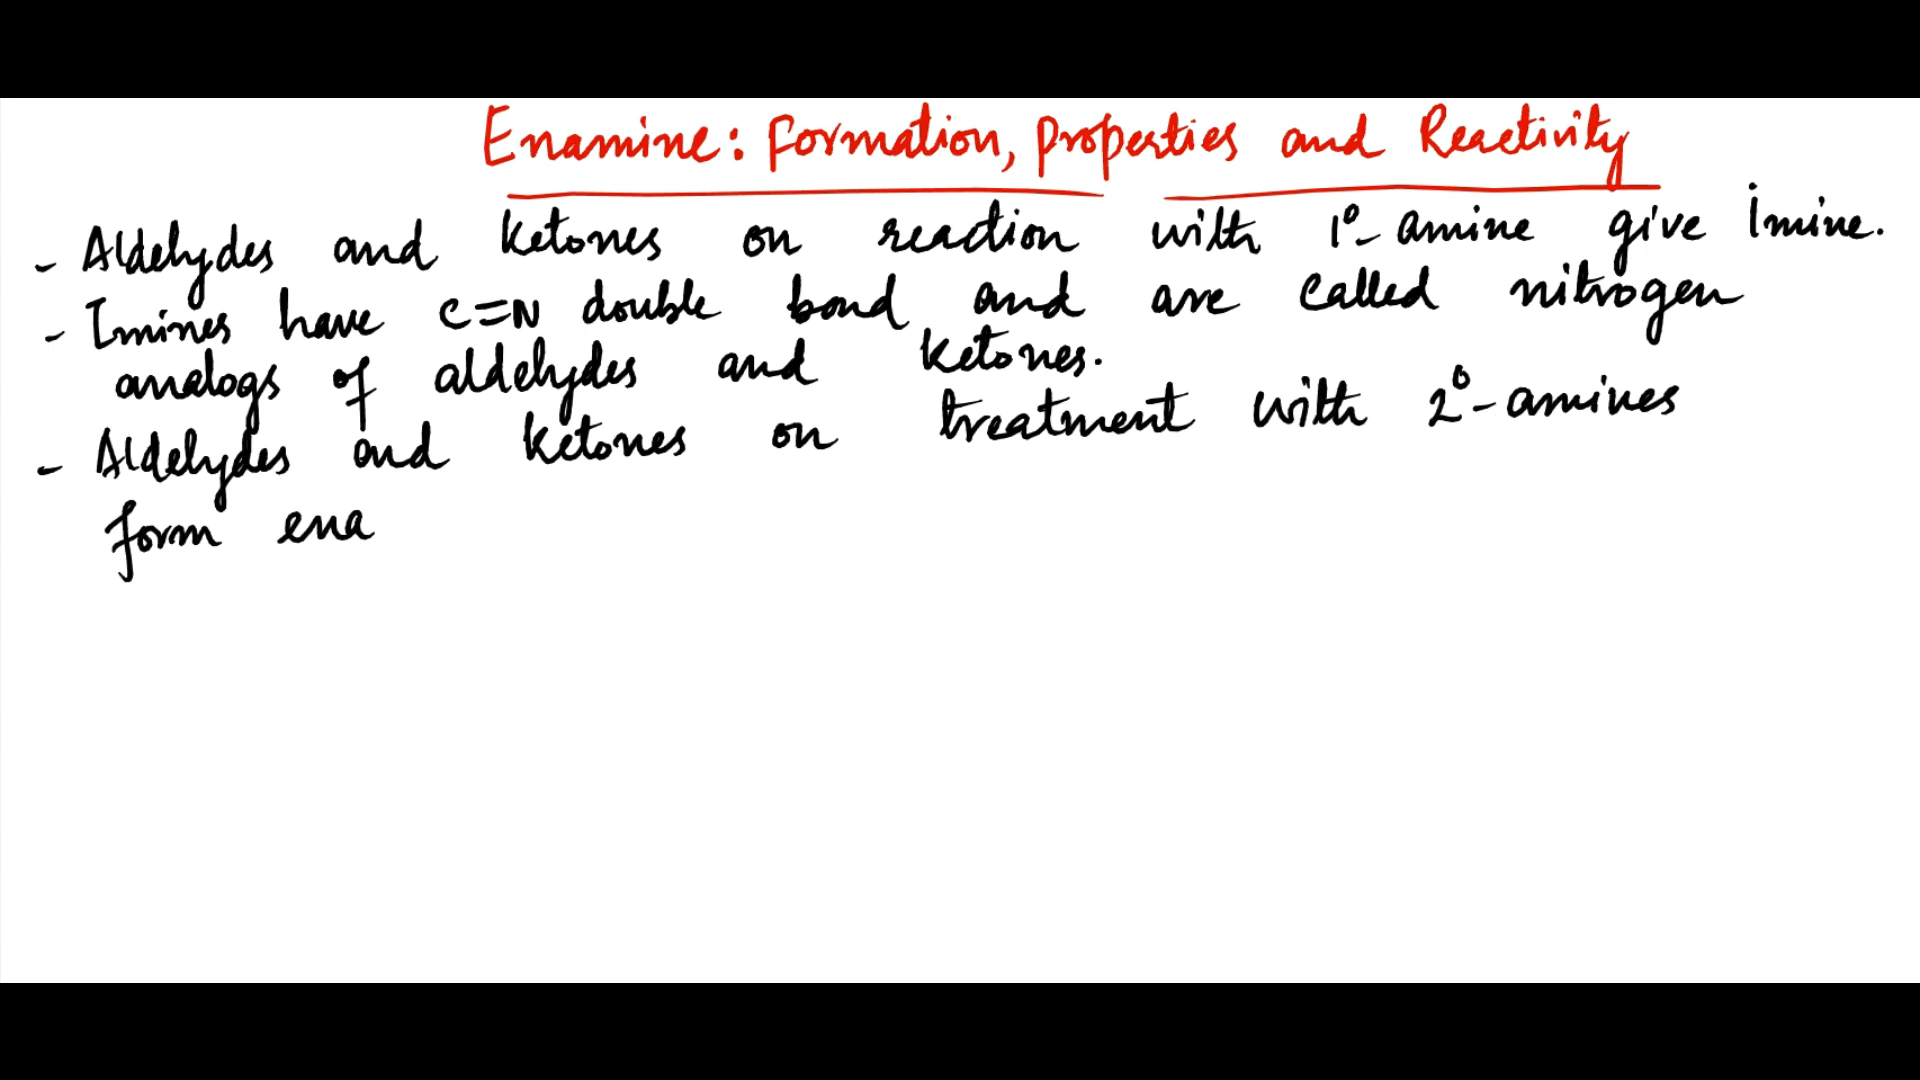 Enamine: Formation, Properties and Reactivity
- Aldehydes and Ketones on reaction with 1°- amine give Imine.
- Imines have C=N double bond and are called nitrogen
analogs of aldehydes and Ketones.
- Aldehydes and Ketones on treatment with 2°-amines
form ena